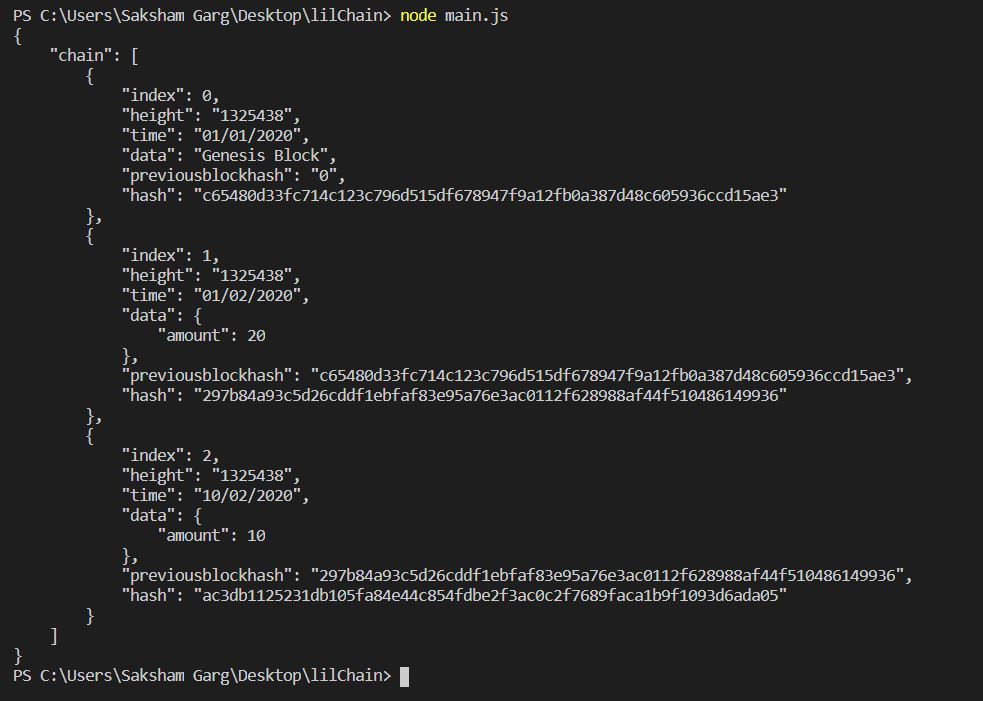 PS C:\Users\Saksham Garg\Desktop\lilChain> node main.js
{
    "chain": [
        {
            "index": 0,
            "height": "1325438",
            "time": "01/01/2020",
            "data": "Genesis Block",
            "previousblockhash": "0",
            "hash": "c65480d33fc714c123c796d515df678947f9a12fb0a387d48c605936ccd15ae3"
        },
        {
            "index": 1,
            "height": "1325438",
            "time": "01/02/2020",
            "data": {
                "amount": 20
            },
            "previousblockhash": "c65480d33fc714c123c796d515df678947f9a12fb0a387d48c605936ccd15ae3",
            "hash": "297b84a93c5d26cddf1ebfaf83e95a76e3ac0112f628988af44f510486149936"
        },
        {
            "index": 2,
            "height": "1325438",
            "time": "10/02/2020",
            "data": {
                "amount": 10
            },
            "previousblockhash": "297b84a93c5d26cddf1ebfaf83e95a76e3ac0112f628988af44f510486149936",
            "hash": "ac3db1125231db105fa84e44c854fdbe2f3ac0c2f7689faca1b9f1093d6ada05"
        }
    ]
}
PS C:\Users\Saksham Garg\Desktop\lilChain>